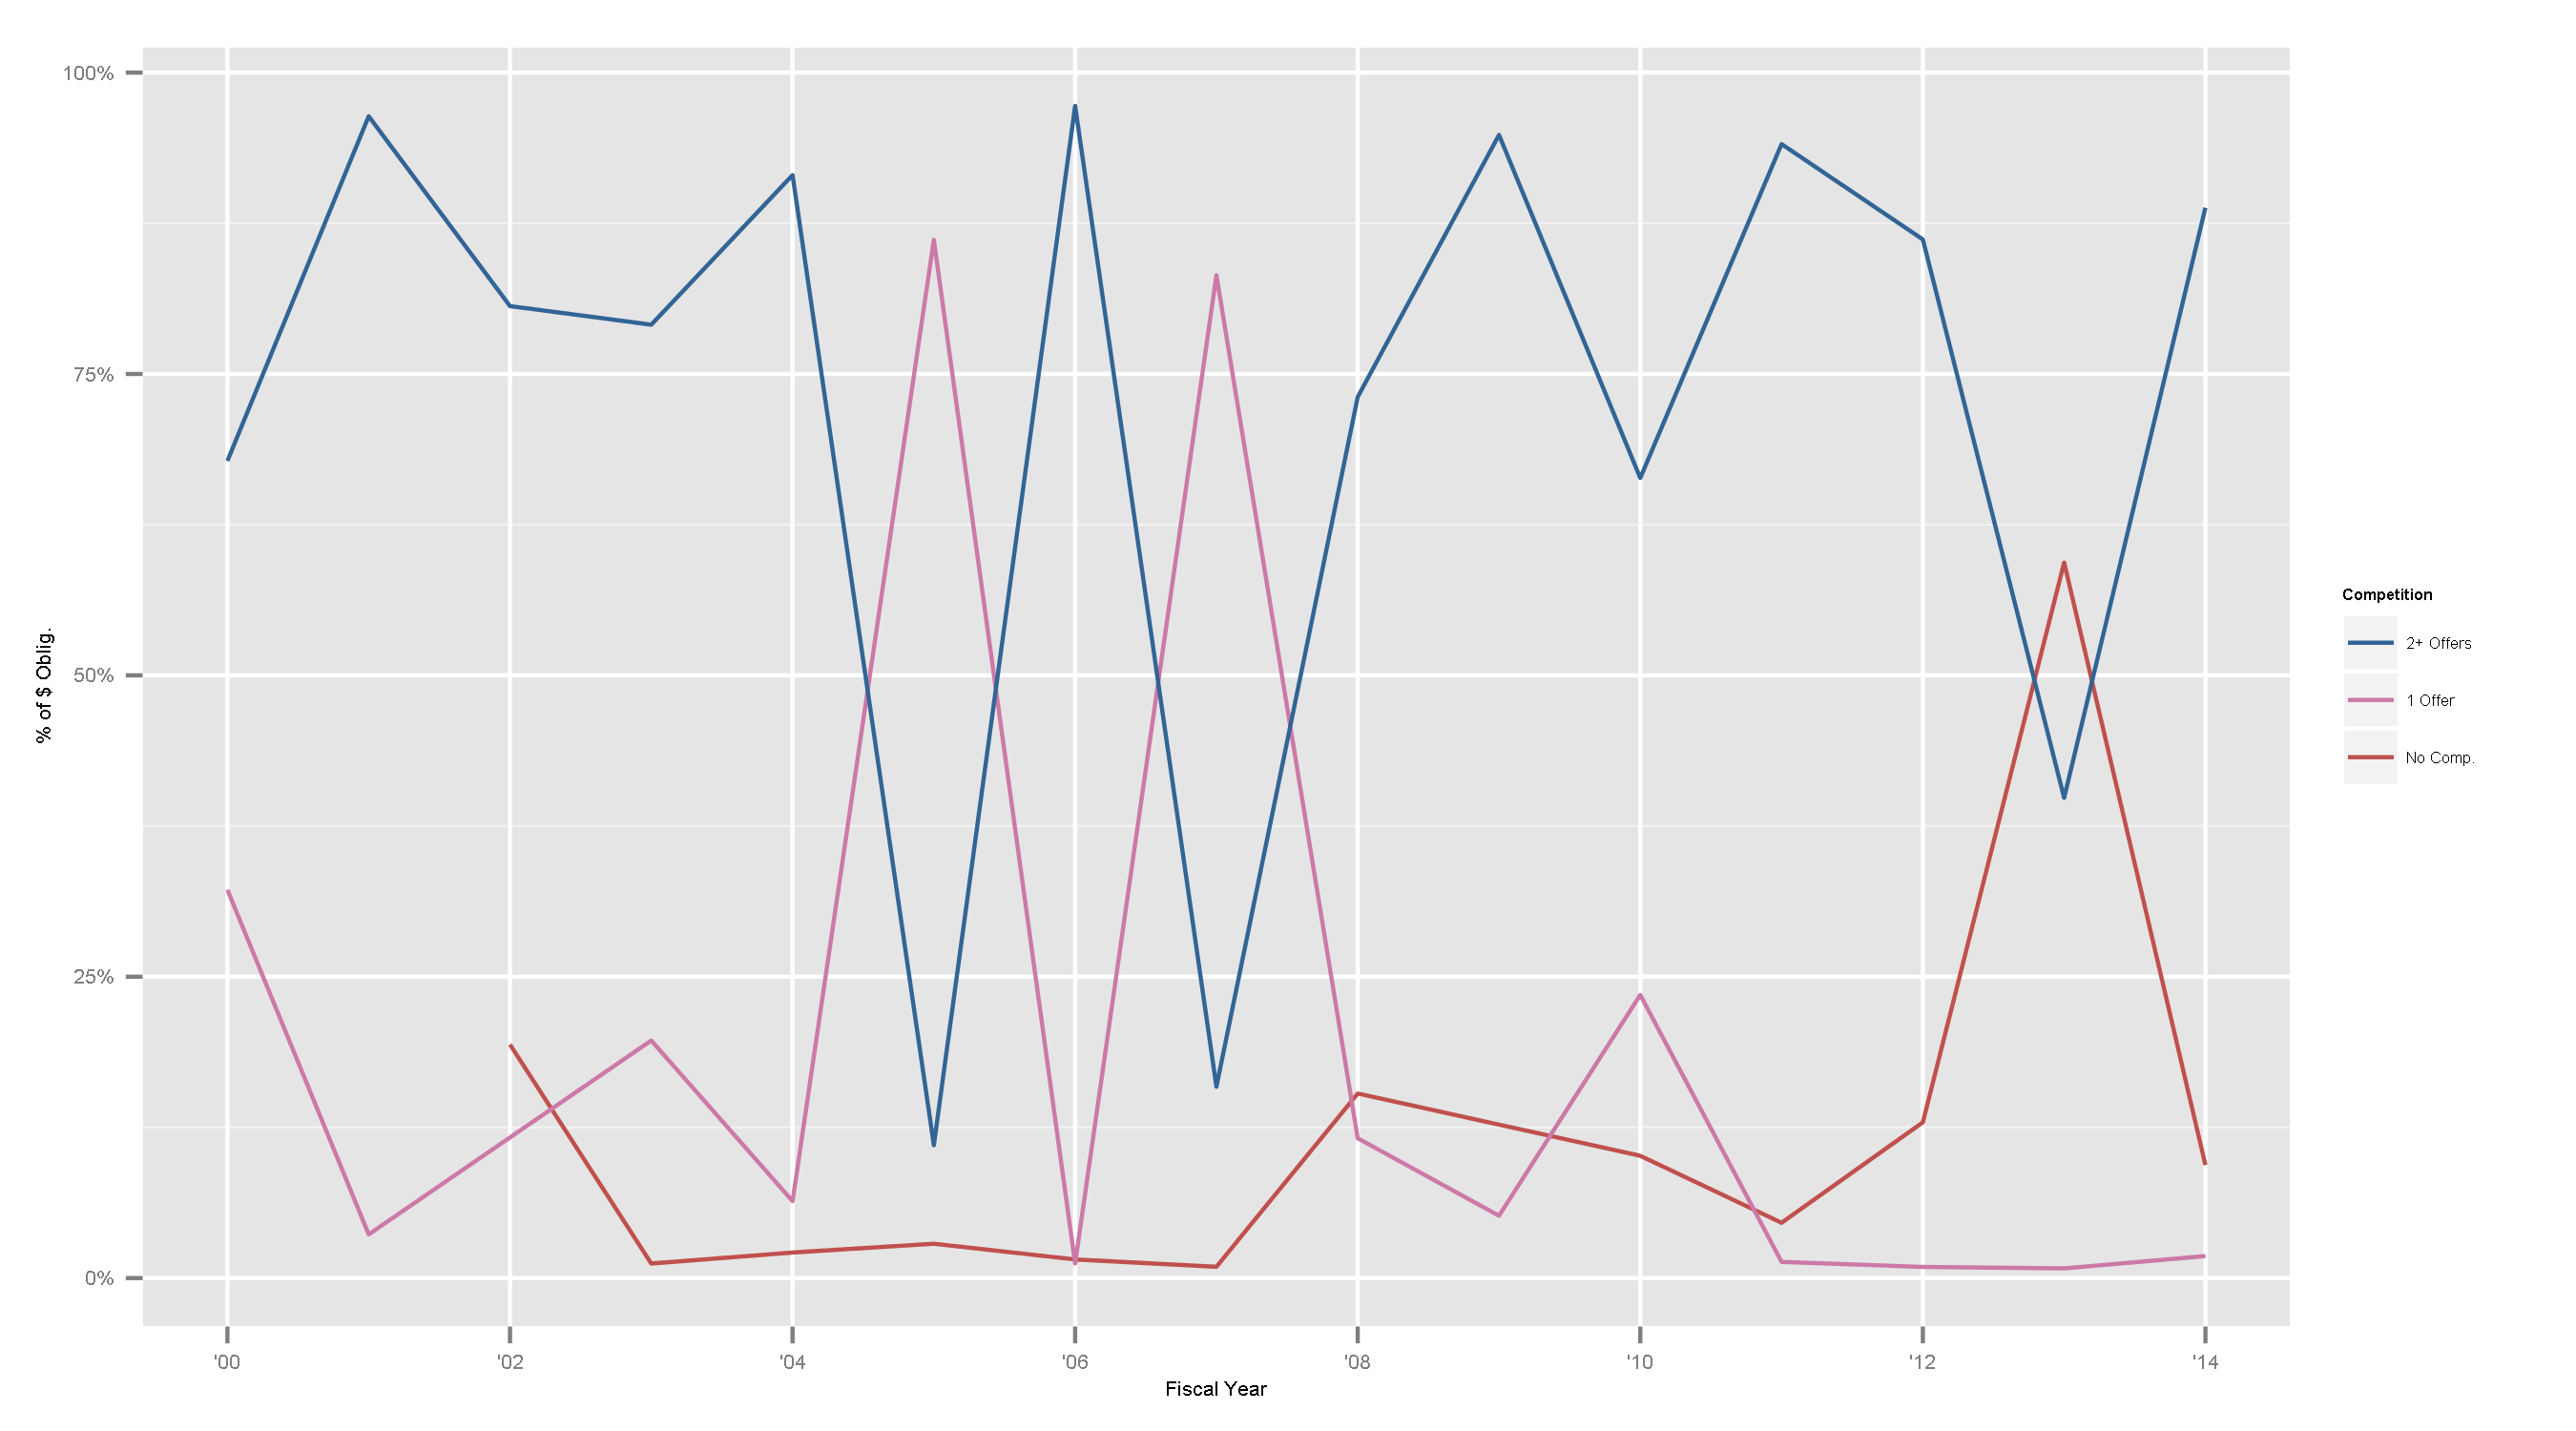 100%
75%
50%
25%
0%
% of $ Oblig.
'00 '02 '04 '06 '08 '10 '12 '14
Fiscal Year
Competition
2+ Offers
1 Offer
No Comp.